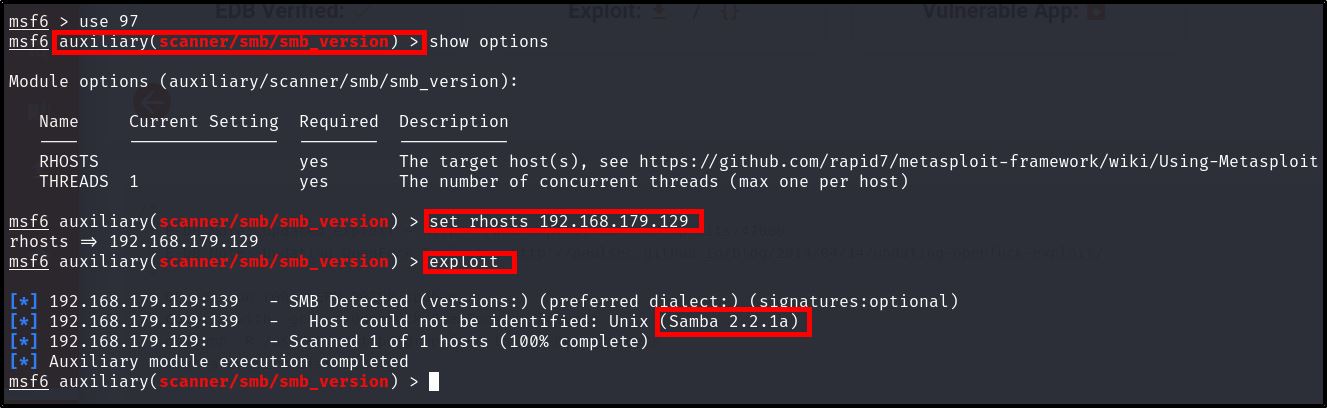 EDB Verified: Exploit: / {} Vulnerable App:
msf6 > use 97
msf6 auxiliary(scanner/smb/smb_version) > show options
Module options (auxiliary/scanner/smb/smb_version):
Name Current Setting Required Description
---- --------------- -------- -----------
RHOSTS yes The target host(s), see https://github.com/rapid7/metasploit-framework/wiki/Using-Metasploit
THREADS 1 yes The number of concurrent threads (max one per host)
msf6 auxiliary(scanner/smb/smb_version) > set rhosts 192.168.179.129
rhosts => 192.168.179.129
msf6 auxiliary(scanner/smb/smb_version) > exploit
[*] 192.168.179.129:139 - SMB Detected (versions:) (preferred dialect:) (signatures:optional)
[*] 192.168.179.129:139 - Host could not be identified: Unix (Samba 2.2.1a)
[*] 192.168.179.129: - Scanned 1 of 1 hosts (100% complete)
[*] Auxiliary module execution completed
msf6 auxiliary(scanner/smb/smb_version) >